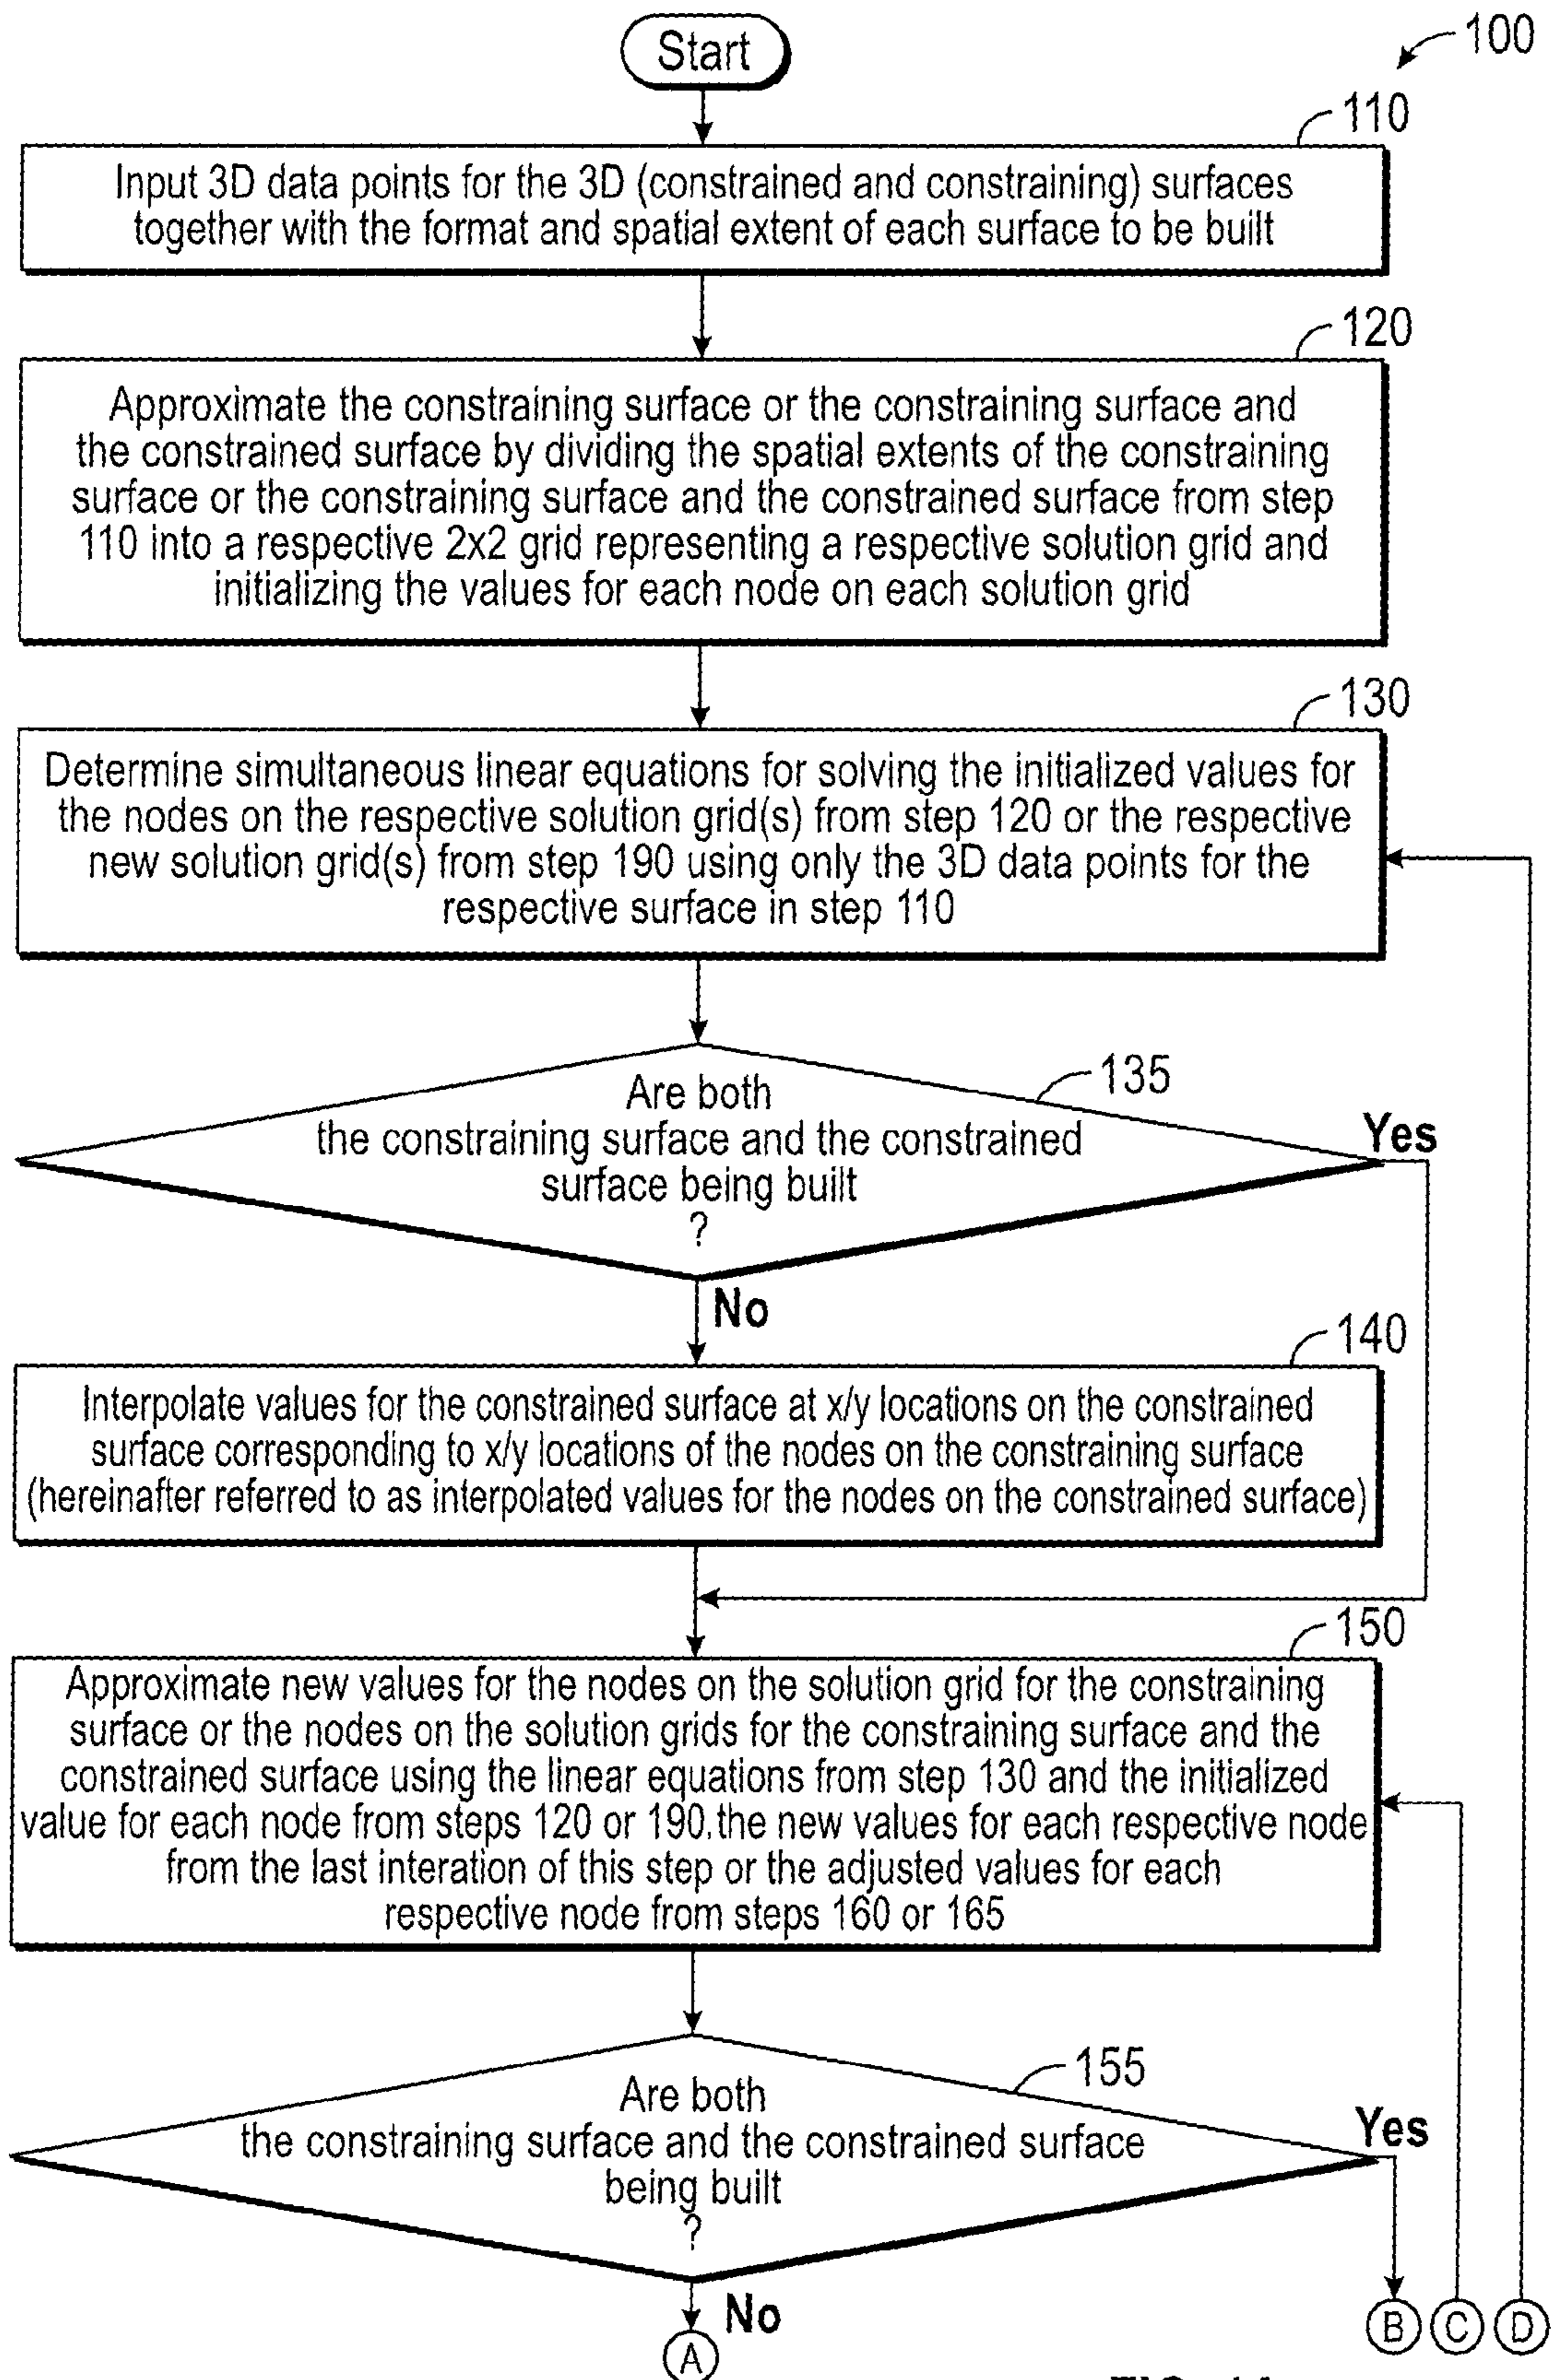 Start
100
110
Input 3D data points for the 3D (constrained and constraining) surfaces
together with the format and spatial extent of each surface to be built
120
Approximate the constraining surface or the constraining surface and
the constrained surface by dividing the spatial extents of the constraining
surface or the constraining surface and the constrained surface from step
110 into a respective 2x2 grid representing a respective solution grid and
initializing the values for each node on each solution grid
130
Determine simultaneous linear equations for solving the initialized values for
the nodes on the respective solution grid(s) from step 120 or the respective
new solution grid(s) from step 190 using only the 3D data points for the
respective surface in step 110
135
Are both
the constraining surface and the constrained
surface being built
?
Yes
No
140
Interpolate values for the constrained surface at x/y locations on the constrained
surface corresponding to x/y locations of the nodes on the constraining surface
(hereinafter referred to as interpolated values for the nodes on the constrained surface)
150
Approximate new values for the nodes on the solution grid for the constraining
surface or the nodes on the solution grids for the constraining surface and the
constrained surface using the linear equations from step 130 and the initialized
value for each node from steps 120 or 190, the new values for each respective node
from the last interation of this step or the adjusted values for each
respective node from steps 160 or 165
155
Are both
the constraining surface and the constrained surface
being built
?
Yes
No
A
B
C
D